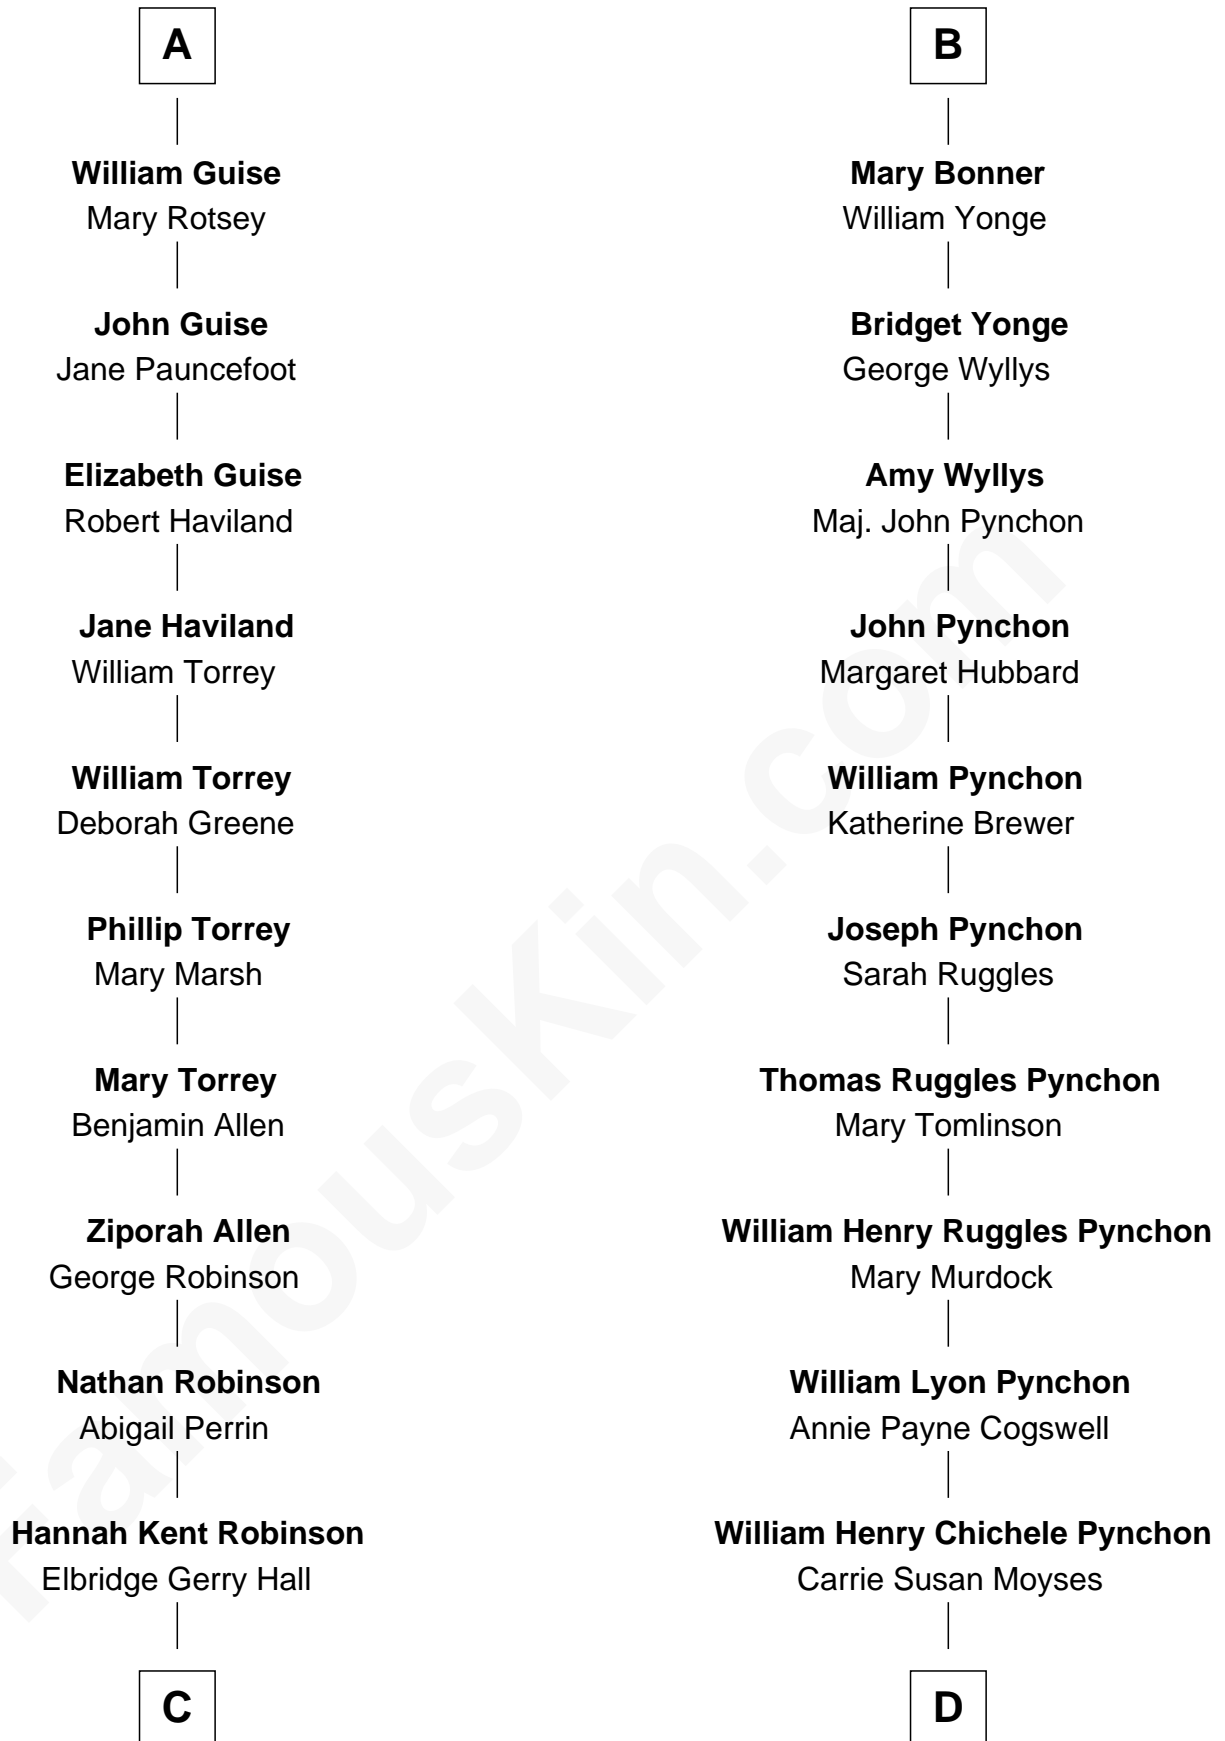 A
William Guise
Mary Rotsey
John Guise
Jane Pauncefoot
Elizabeth Guise
Robert Haviland
Jane Haviland
William Torrey
William Torrey
Deborah Greene
Phillip Torrey
Mary Marsh
Mary Torrey
Benjamin Allen
Ziporah Allen
George Robinson
Nathan Robinson
Abigail Perrin
Hannah Kent Robinson
Elbridge Gerry Hall
C
B
Mary Bonner
William Yonge
Bridget Yonge
George Wyllys
Amy Wyllys
Maj. John Pynchon
John Pynchon
Margaret Hubbard
William Pynchon
Katherine Brewer
Joseph Pynchon
Sarah Ruggles
Thomas Ruggles Pynchon
Mary Tomlinson
William Henry Ruggles Pynchon
Mary Murdock
William Lyon Pynchon
Annie Payne Cogswell
William Henry Chichele Pynchon
Carrie Susan Moyses
D
FamousKin.com